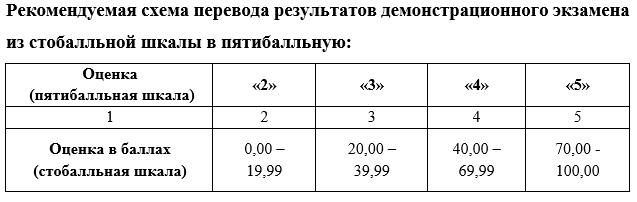 Рекомендуемая схема перевода результатов демонстрационного экзамена
из стобалльной шкалы в пятибалльную:
Оценка
(пятибалльная шкала)
«2»
«3»
«4»
«5»
1
2
3
4
5
Оценка в баллах
(стобалльная шкала)
0,00 –
19,99
20,00 –
39,99
40,00 –
69,99
70,00 -
100,00